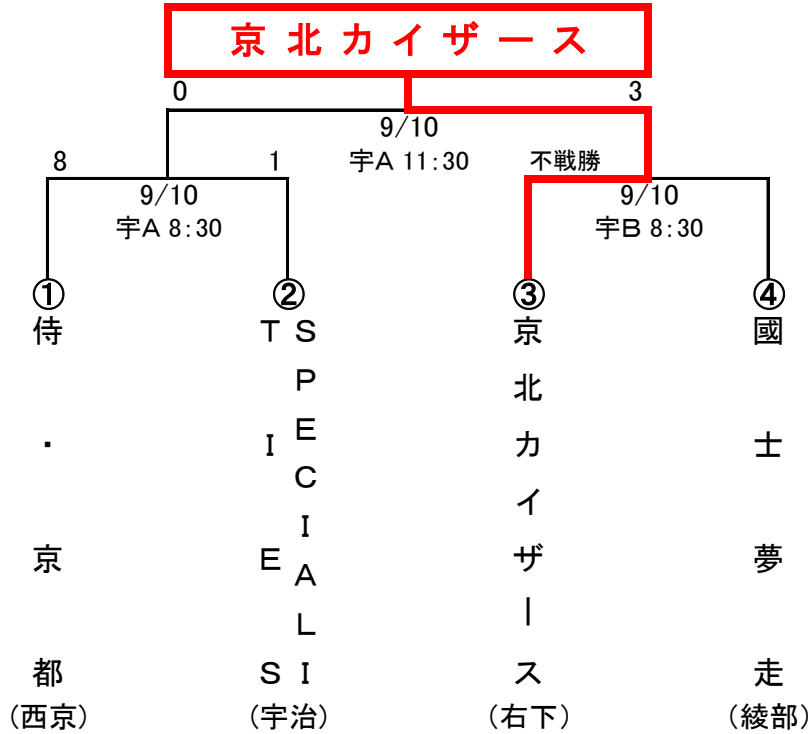 京北カイザース
0 3
9/10
宇A 11:30
8 1 不戦勝
9/10 9/10
宇A 8:30 宇B 8:30
① ② ③ ④
侍・京都
SPECIALI
TIES
京北カイザース
國士夢走
(西京) (宇治) (右下) (綾部)